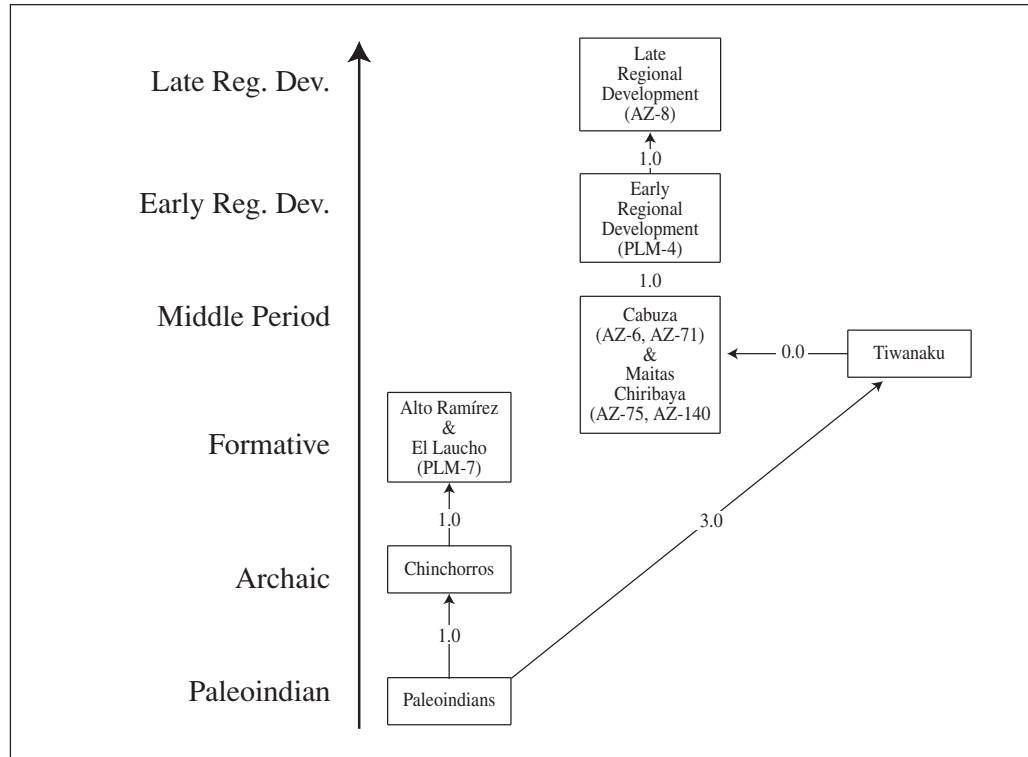 Late Reg. Dev.
Late
Regional
Development
(AZ-8)
1.0
Early Reg. Dev.
Early
Regional
Development
(PLM-4)
1.0
Middle Period
Cabuza
(AZ-6, AZ-71)
&
Maitas
Chiribaya
(AZ-75, AZ-140
0.0
Tiwanaku
Formative
Alto Ramírez
&
El Laucho
(PLM-7)
1.0
3.0
Archaic
Chinchorros
1.0
Paleoindian
Paleoindians